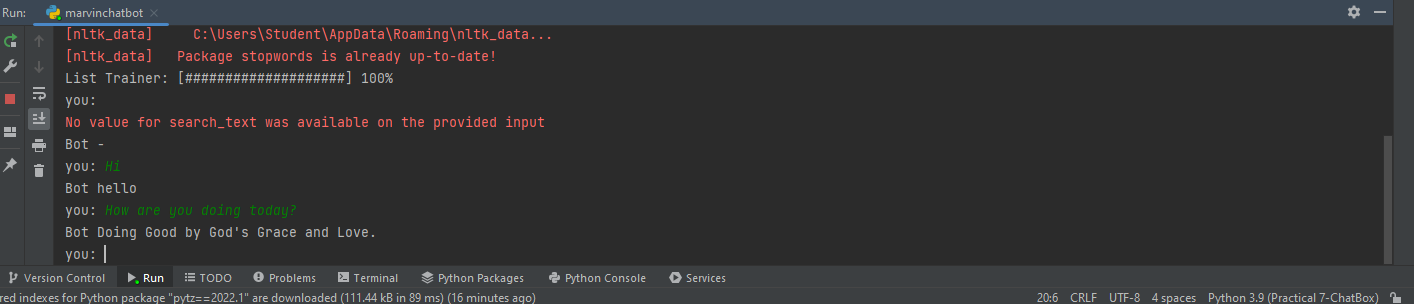 Run: marvinchatbot
[nltk_data]     C:\Users\Student\AppData\Roaming\nltk_data...
[nltk_data]   Package stopwords is already up-to-date!
List Trainer: [####################] 100%
you:
No value for search_text was available on the provided input
Bot -
you: Hi
Bot hello
you: How are you doing today?
Bot Doing Good by God's Grace and Love.
you:
Version Control Run TODO Problems Terminal Python Packages Python Console Services
red indexes for Python package "pytz==2022.1" are downloaded (111.44 kB in 89 ms) (16 minutes ago) 20:6 CRLF UTF-8 4 spaces Python 3.9 (Practical 7-ChatBox)